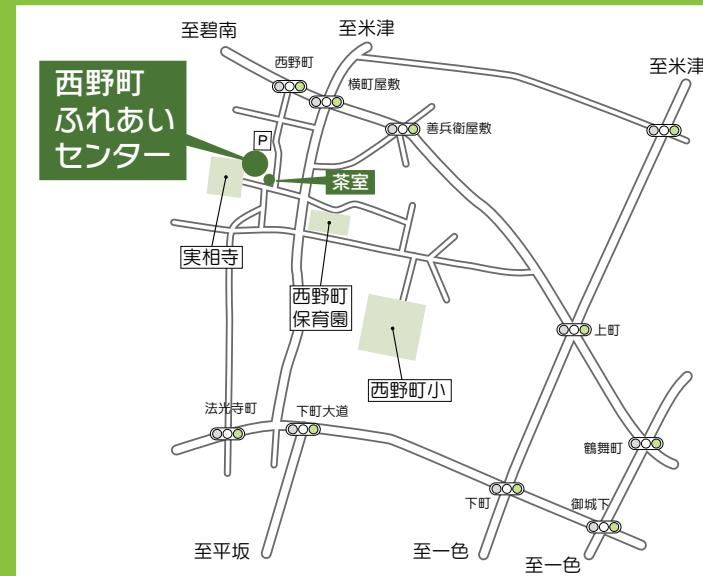 至碧南
至米津
西野町
至米津
西野町
ふれあい
センター
横町屋敷
善兵衛屋敷
P
茶室
実相寺
西野町
保育園
上町
西野町小
法光寺町
下町大道
鶴舞町
下町
御城下
至平坂
至一色
至一色